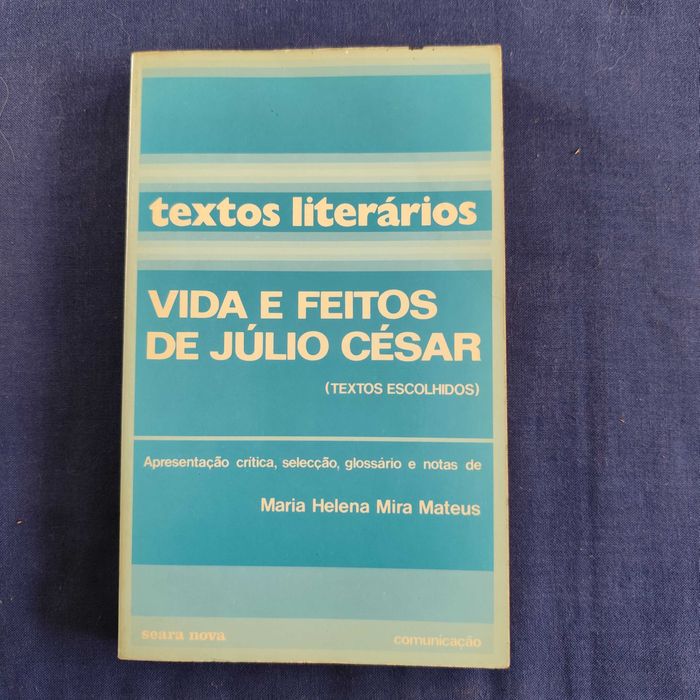 textos literários
VIDA E FEITOS
DE JÚLIO CÉSAR
(TEXTOS ESCOLHIDOS)
Apresentação crítica, selecção, glossário e notas de
Maria Helena Mira Mateus
seara nova
comunicação